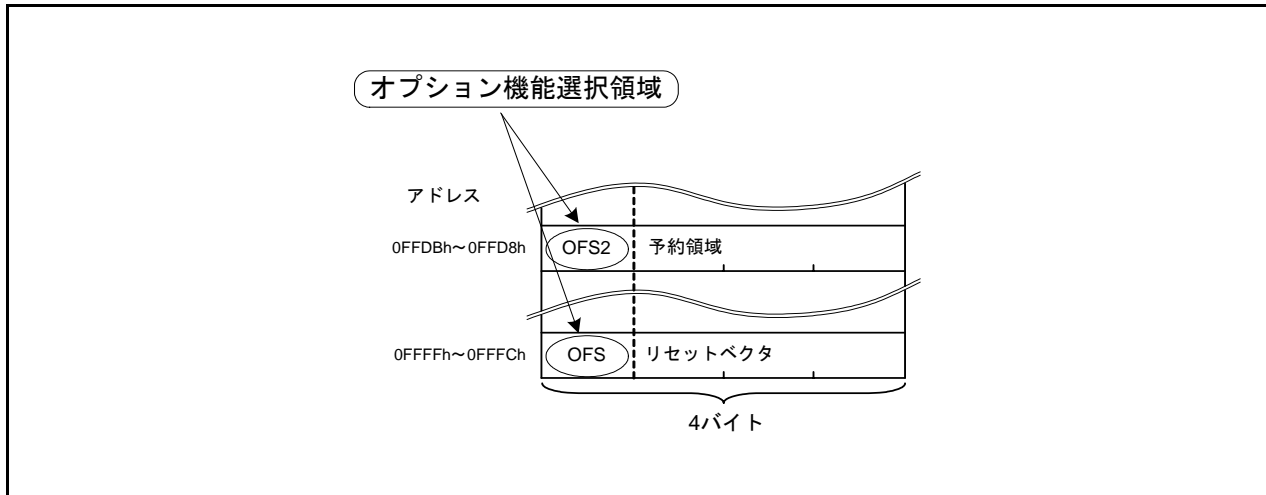 オプション機能選択領域
アドレス
0FFDBh～0FFD8h OFS2 予約領域
0FFFFh～0FFFCh OFS リセットベクタ
4バイト